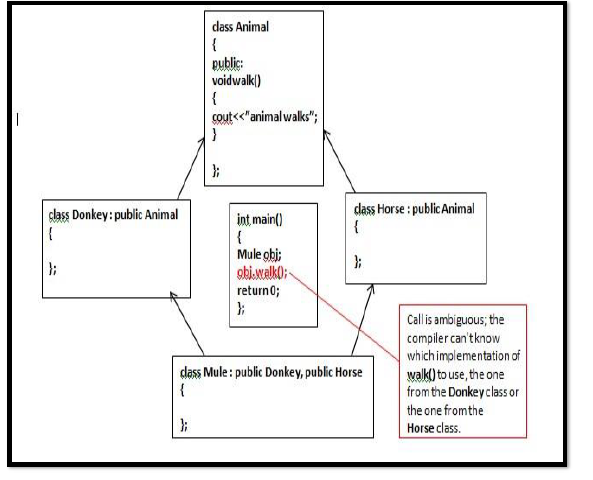 class Animal
{
public:
voidwalk()
{
cout<<"animal walks";
}
};
class Donkey : public Animal
{
};
int main()
{
Mule obj;
obj.walk();
return 0;
};
class Horse : public Animal
{
};
class Mule : public Donkey, public Horse
{
};
Call is ambiguous; the
compiler can't know
which implementation of
walk() to use, the one
from the Donkey class or
the one from the
Horse class.